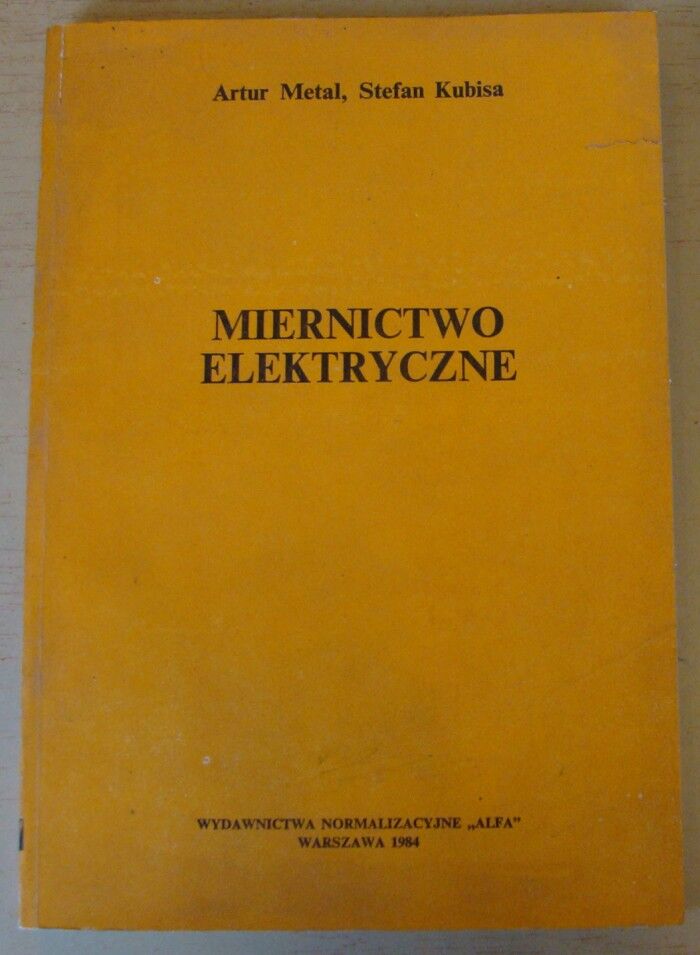 Artur Metal, Stefan Kubisa
MIERNICTWO
ELEKTRYCZNE
WYDAWNICTWA NORMALIZACYJNE „ALFA”
WARSZAWA 1984